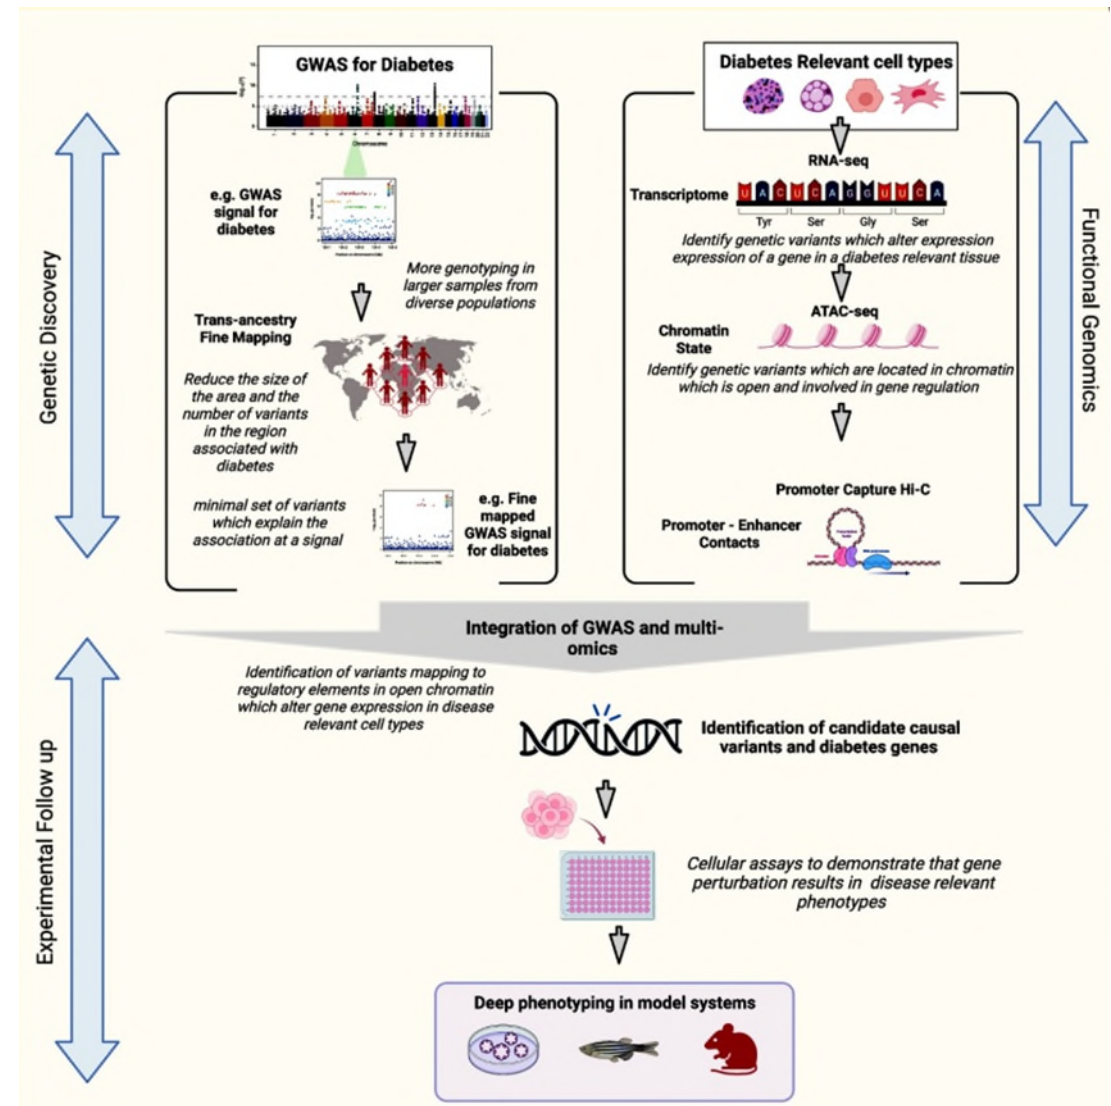 GWAS for Diabetes
Chromosomes
e.g. GWAS
signal for
diabetes
More genotyping in
larger samples from
diverse populations
Trans-ancestry
Fine Mapping
Reduce the size of
the area and the
number of variants
in the region
associated with
diabetes
minimal set of variants
which explain the
association at a signal
e.g. Fine
mapped
GWAS signal
for diabetes
Genetic Discovery
Diabetes Relevant cell types
RNA-seq
Transcriptome
U A C U C A G G U U C A
Tyr Ser Gly Ser
Identify genetic variants which alter expression
expression of a gene in a diabetes relevant tissue
ATAC-seq
Chromatin
State
Identify genetic variants which are located in chromatin
which is open and involved in gene regulation
Promoter Capture Hi-C
Promoter - Enhancer
Contacts
Functional Genomics
Integration of GWAS and multi-
omics
Identification of variants mapping to
regulatory elements in open chromatin
which alter gene expression in disease
relevant cell types
Identification of candidate causal
variants and diabetes genes
Cellular assays to demonstrate that gene
perturbation results in disease relevant
phenotypes
Deep phenotyping in model systems
Experimental Follow up